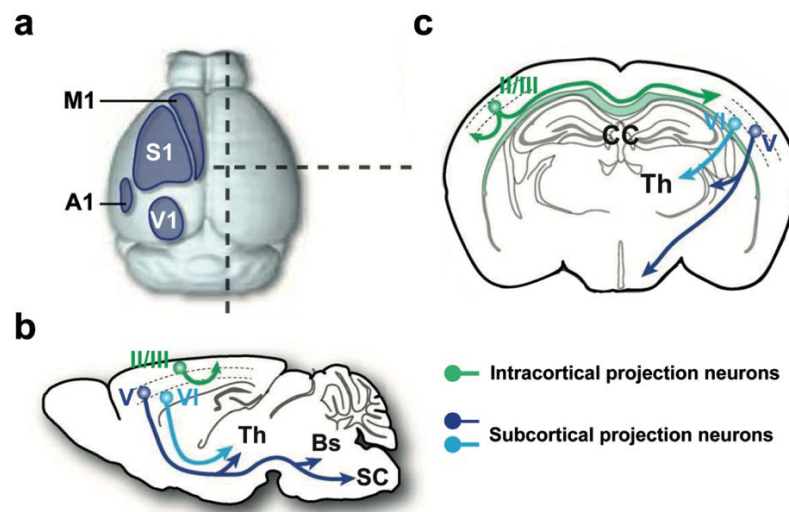 a
M1
S1
A1
V1
b
II/III
V
VI
Th
Bs
SC
c
II/III
CC
VI
V
Th
Intracortical projection neurons
Subcortical projection neurons